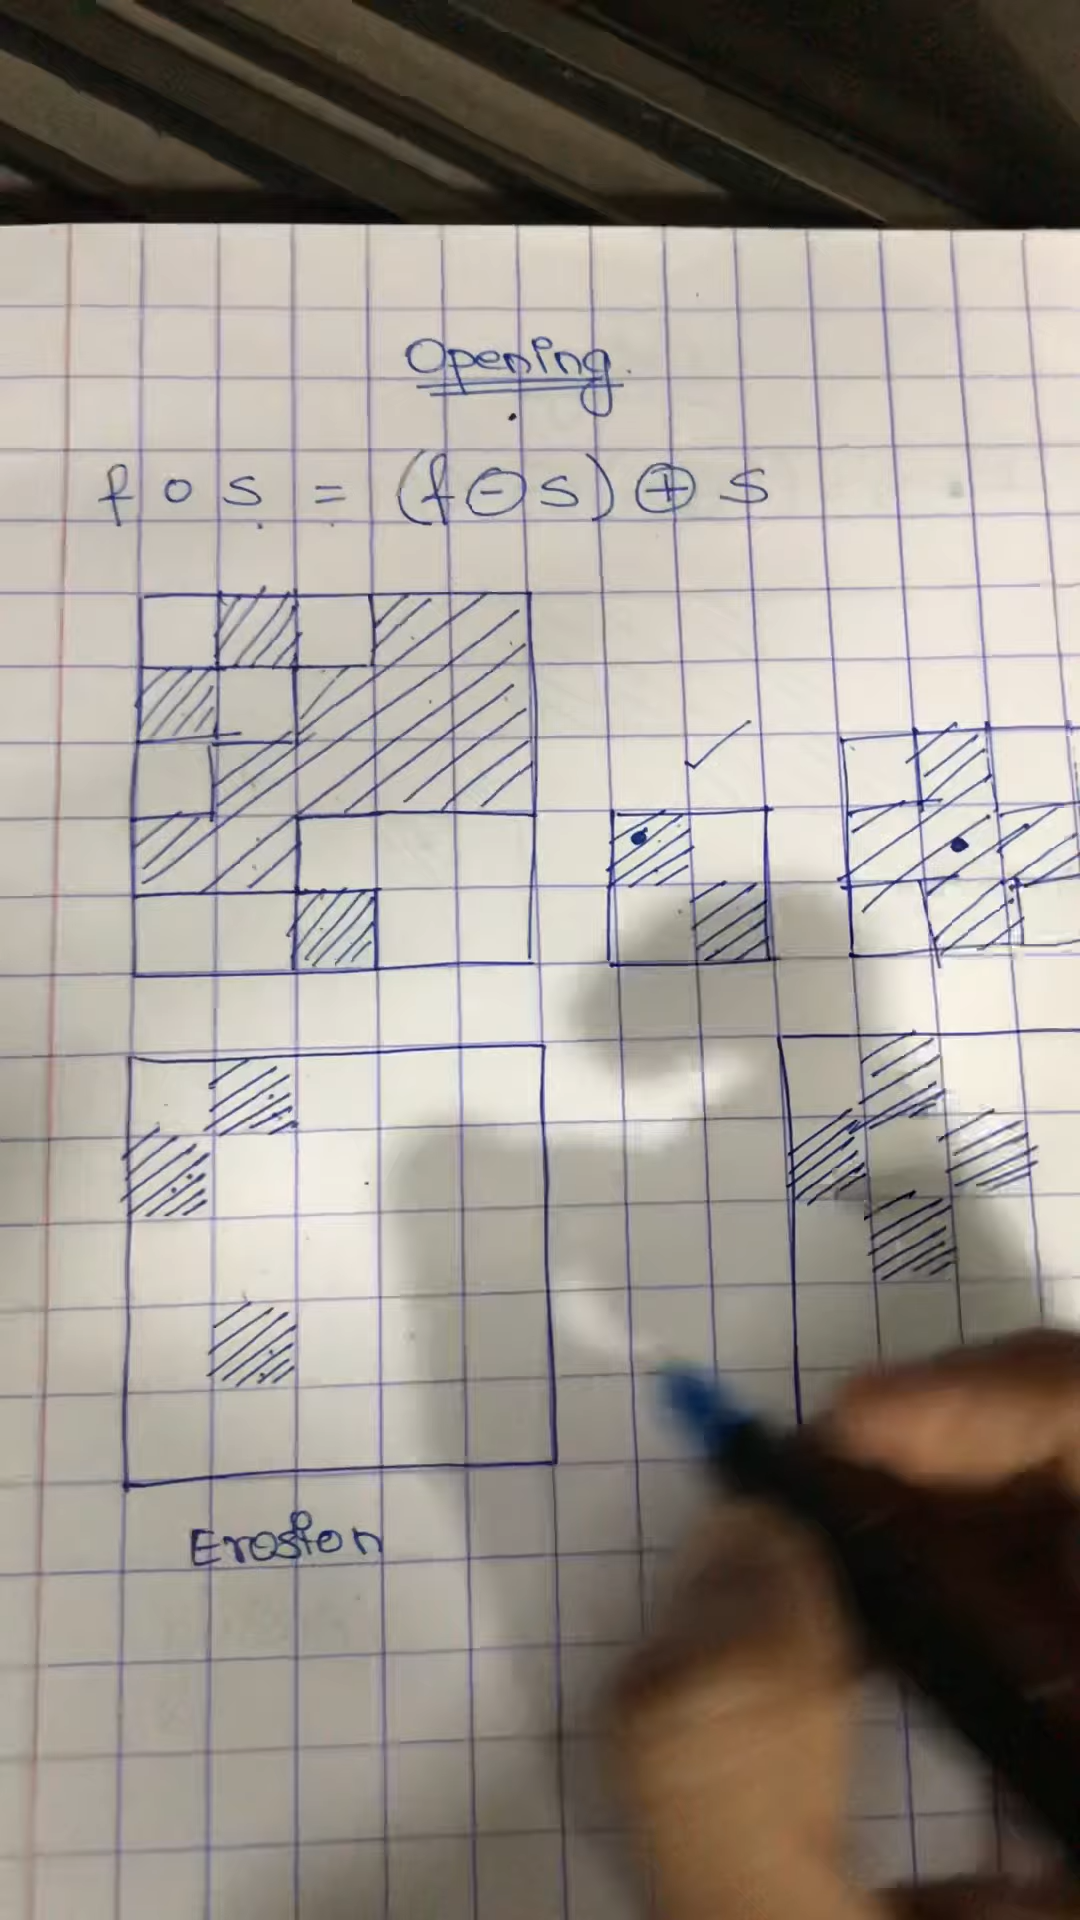 Opening
f o s = (f ⊖ s) ⊕ s
Erosion